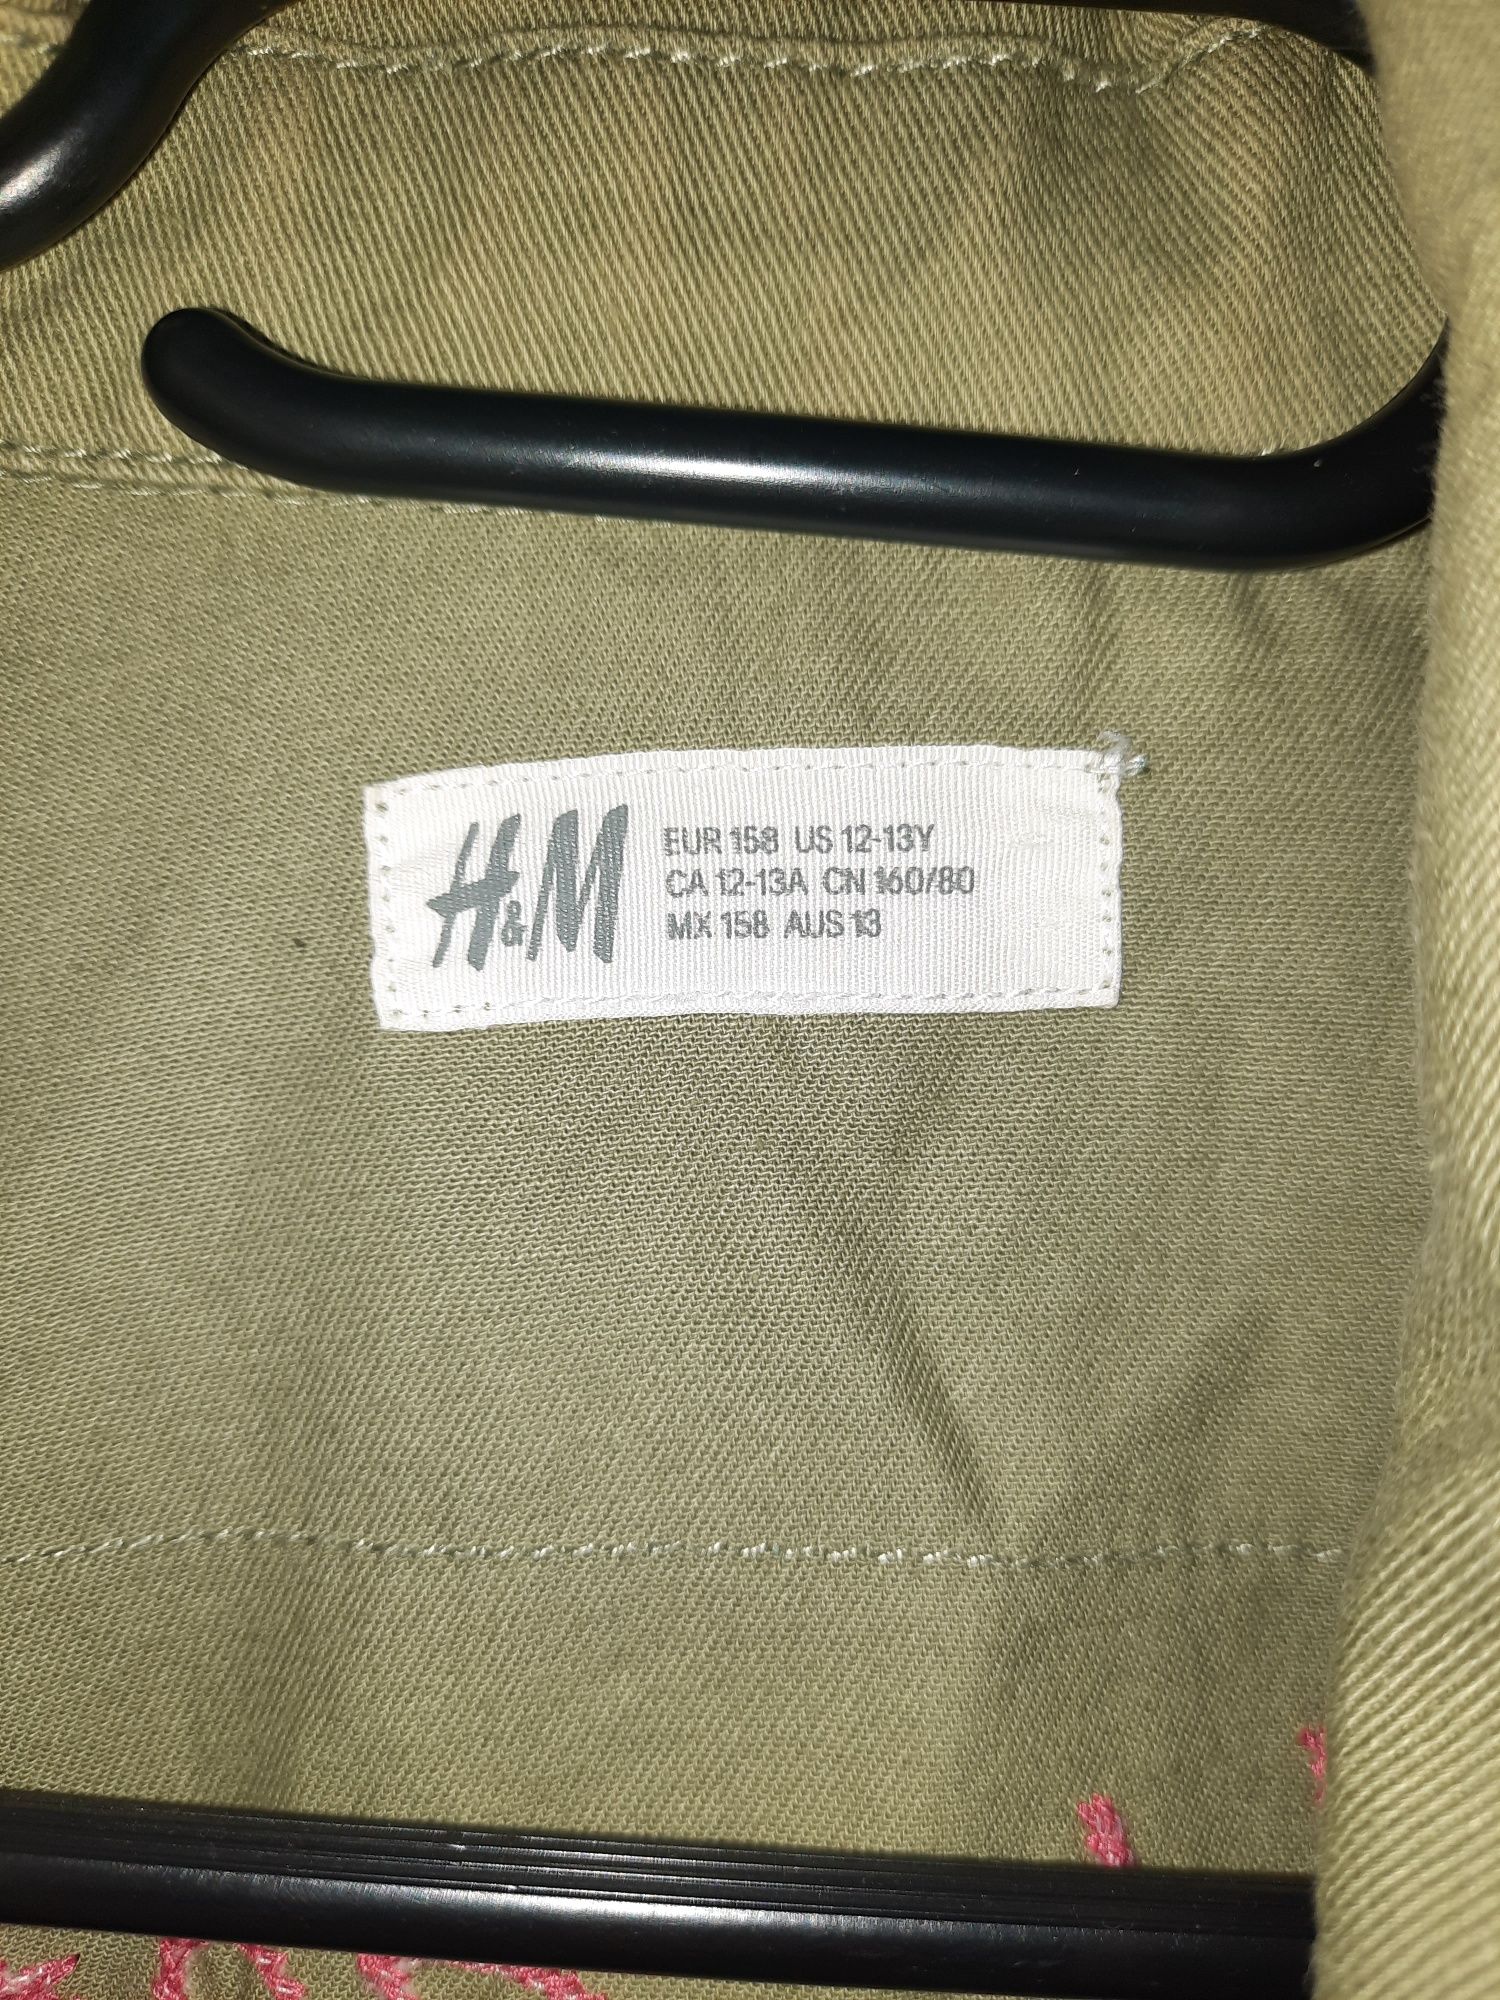 H&M
EUR 158 US 12-13Y
CA 12-13A CN 160/80
MX 158 AUS 13